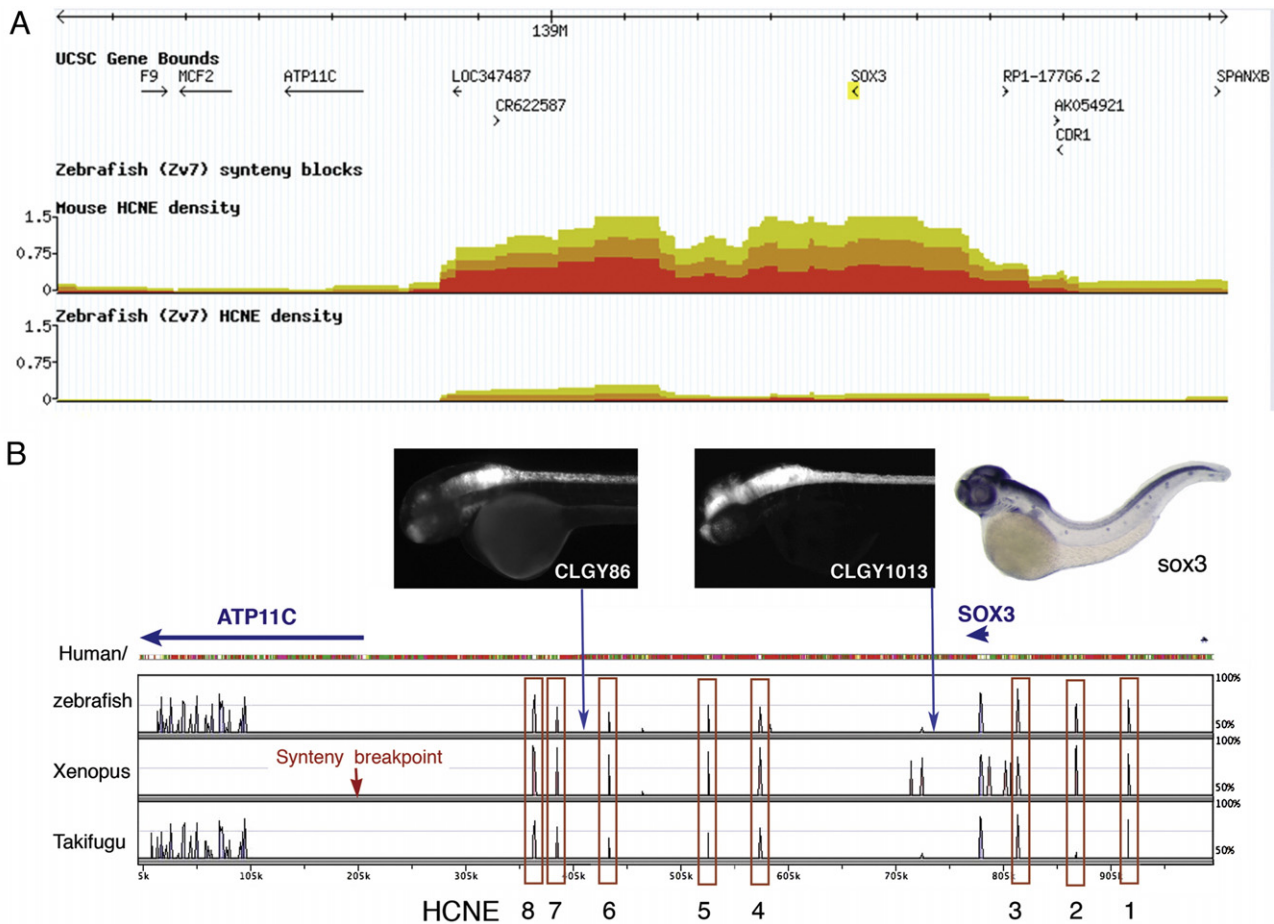 A
139M
UCSC Gene Bounds
F9 MCF2 ATP11C LOC347487 SOX3 RP1-177G6.2 SPANXB
CR622587 AK054921
CDR1
Zebrafish (Zv7) synteny blocks
Mouse HCNE density
1.5
0.75
0
Zebrafish (Zv7) HCNE density
1.5
0.75
0
B
CLGY86
CLGY1013
sox3
ATP11C SOX3
Human/
zebrafish
100%
50%
Xenopus
Synteny breakpoint
100%
50%
Takifugu
100%
50%
5k 105k 205k 305k 405k 505k 605k 705k 805k 905k
HCNE 8 7 6 5 4 3 2 1